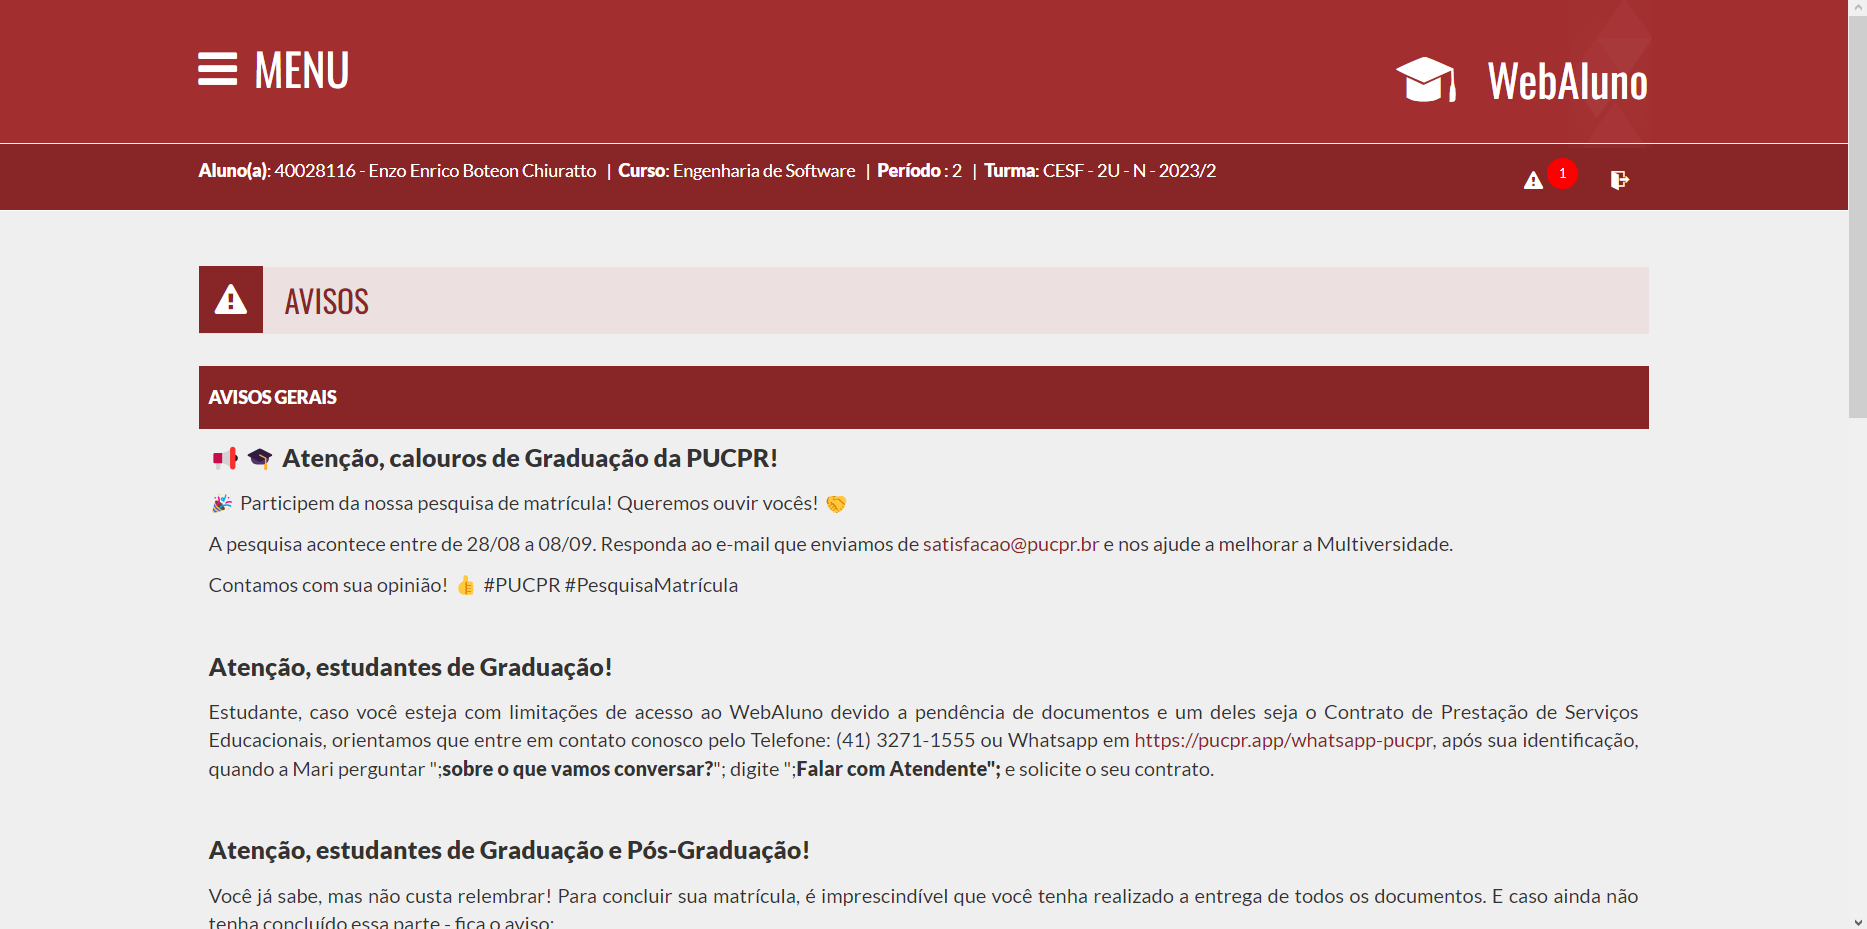 MENU
WebAluno
Aluno(a): 40028116 - Enzo Enrico Boteon Chiuratto | Curso: Engenharia de Software | Período : 2 | Turma: CESF - 2U - N - 2023/2
1
AVISOS
AVISOS GERAIS
Atenção, calouros de Graduação da PUCPR!
Participem da nossa pesquisa de matrícula! Queremos ouvir vocês!
A pesquisa acontece entre de 28/08 a 08/09. Responda ao e-mail que enviamos de satisfacao@pucpr.br e nos ajude a melhorar a Multiversidade.
Contamos com sua opinião! 👍 #PUCPR #PesquisaMatrícula
Atenção, estudantes de Graduação!
Estudante, caso você esteja com limitações de acesso ao WebAluno devido a pendência de documentos e um deles seja o Contrato de Prestação de Serviços
Educacionais, orientamos que entre em contato conosco pelo Telefone: (41) 3271-1555 ou Whatsapp em https://pucpr.app/whatsapp-pucpr, após sua identificação,
quando a Mari perguntar ";sobre o que vamos conversar?"; digite ";Falar com Atendente"; e solicite o seu contrato.
Atenção, estudantes de Graduação e Pós-Graduação!
Você já sabe, mas não custa relembrar! Para concluir sua matrícula, é imprescindível que você tenha realizado a entrega de todos os documentos. E caso ainda não
tenha concluído essa parte - fica o aviso: